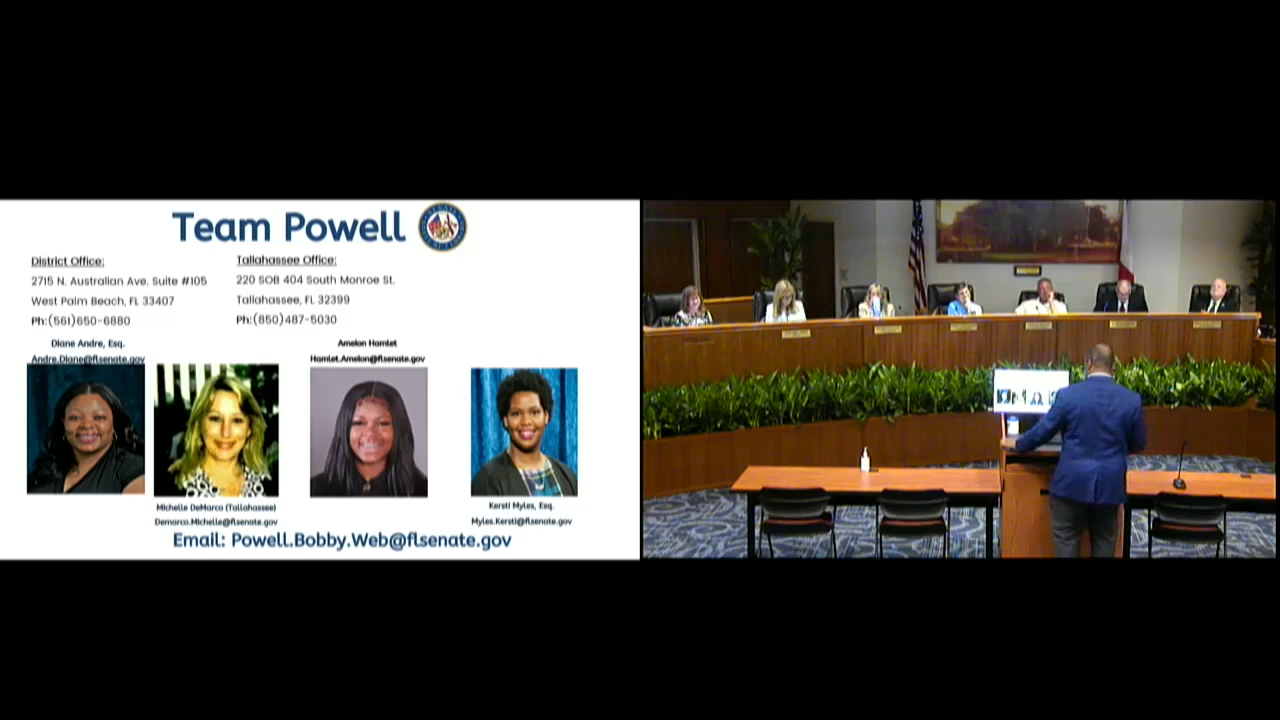 Team Powell
District Office:
2715 N. Australian Ave. Suite #105
West Palm Beach, FL 33407
Ph:(561)650-6880
Tallahassee Office:
220 SOB 404 South Monroe St.
Tallahassee, FL 32399
Ph:(850)487-5030
Diane Andre, Esq.
Andre.Diane@flsenate.gov
Amelon Hamlet
Hamlet.Amelon@flsenate.gov
Michelle DeMarco (Tallahassee)
Demarco.Michelle@flsenate.gov
Kersti Myles, Esq.
Myles.Kersti@flsenate.gov
Email: Powell.Bobby.Web@flsenate.gov